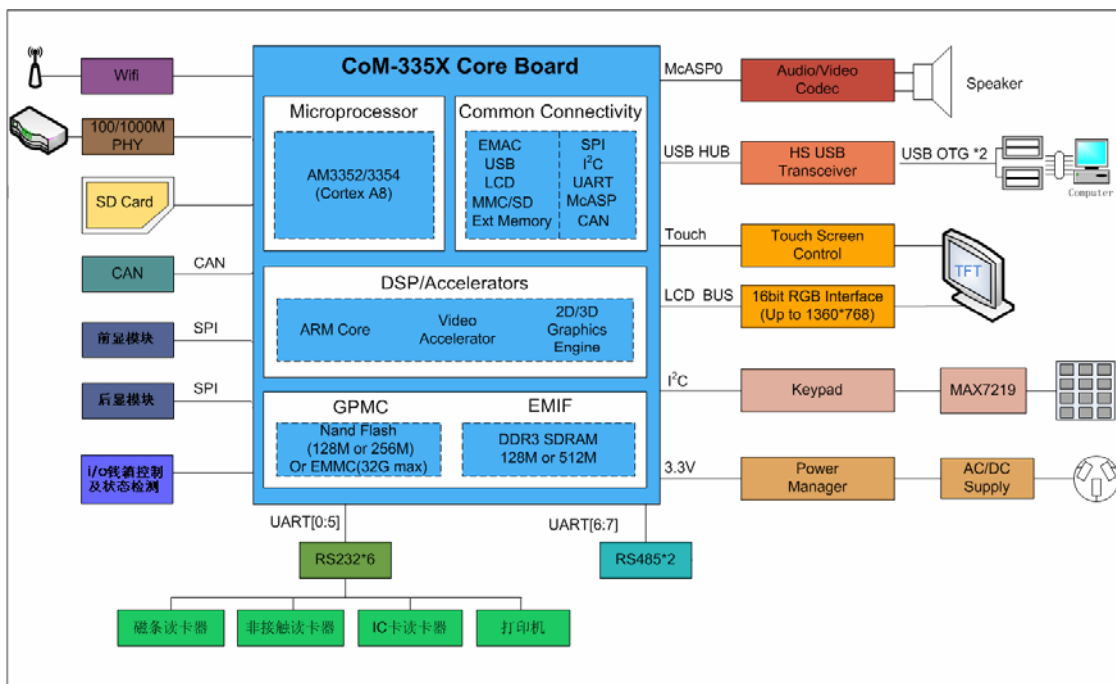 CoM-335X Core Board
Microprocessor
AM3352/3354
(Cortex A8)
Common Connectivity
EMAC
USB
LCD
MMC/SD
Ext Memory
SPI
I²C
UART
McASP
CAN
DSP/Accelerators
ARM Core
Video
Accelerator
2D/3D
Graphics
Engine
GPMC
Nand Flash
(128M or 256M)
Or EMMC(32G max)
EMIF
DDR3 SDRAM
128M or 512M
Wifi
100/1000M
PHY
SD Card
CAN
CAN
前显模块
SPI
后显模块
SPI
i/o钱箱控制
及状态检测
McASP0
Audio/Video
Codec
Speaker
USB HUB
HS USB
Transceiver
USB OTG *2
Computer
Touch
Touch Screen
Control
TFT
LCD BUS
16bit RGB Interface
(Up to 1360*768)
I²C
Keypad
MAX7219
3.3V
Power
Manager
AC/DC
Supply
UART[0:5]
RS232*6
UART[6:7]
RS485*2
磁条读卡器
非接触读卡器
IC卡读卡器
打印机